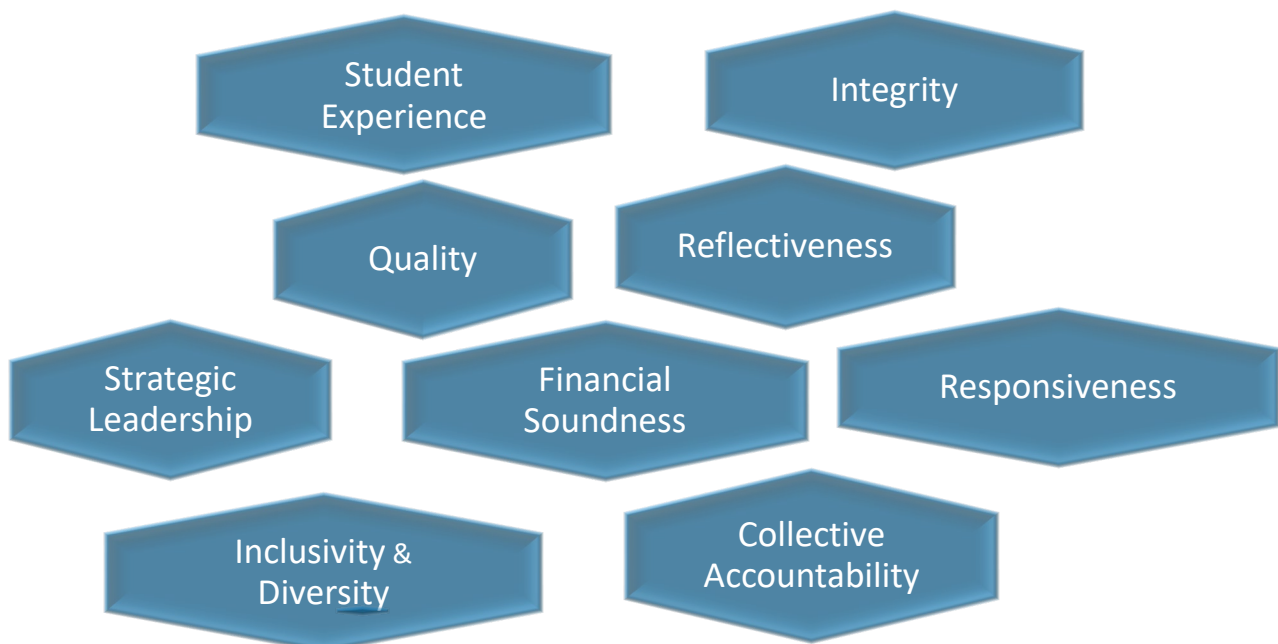 Student
Experience
Integrity
Quality
Reflectiveness
Strategic
Leadership
Financial
Soundness
Responsiveness
Inclusivity &
Diversity
Collective
Accountability